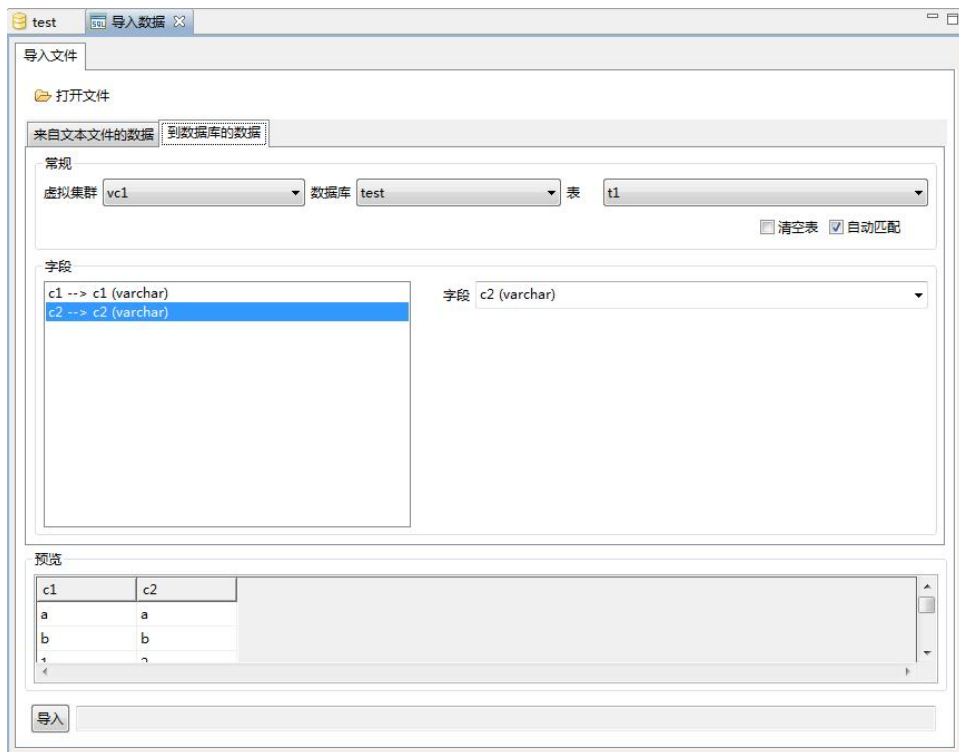 test SQL 导入数据
导入文件
打开文件
来自文本文件的数据 到数据库的数据
常规
虚拟集群 vc1 数据库 test 表 t1
清空表 自动匹配
字段
c1 --> c1 (varchar)
c2 --> c2 (varchar)
字段 c2 (varchar)
预览
c1 c2
a a
b b
1 2
导入